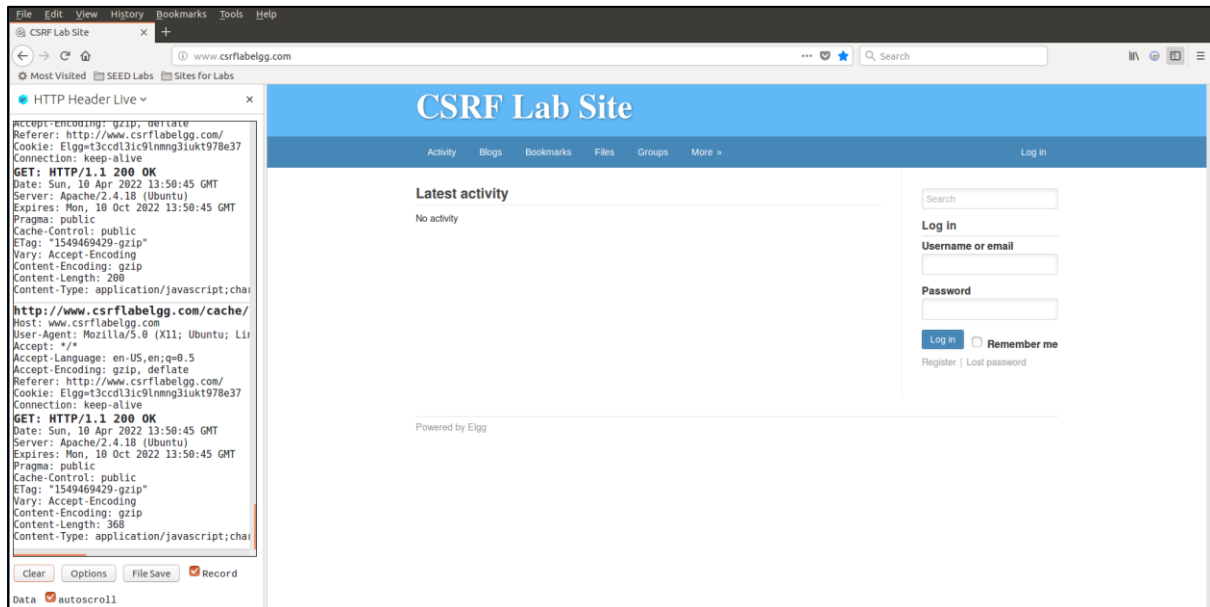 File Edit View History Bookmarks Tools Help
CSRF Lab Site × +
www.csrflabelgg.com
Search
Most Visited SEED Labs Sites for Labs
HTTP Header Live ×
Accept-Encoding: gzip, deflate
Referer: http://www.csrflabelgg.com/
Cookie: Elgg=t3ccdl3ic9lnmng3iukt978e37
Connection: keep-alive
GET: HTTP/1.1 200 OK
Date: Sun, 10 Apr 2022 13:50:45 GMT
Server: Apache/2.4.18 (Ubuntu)
Expires: Mon, 10 Oct 2022 13:50:45 GMT
Pragma: public
Cache-Control: public
ETag: "1549469429-gzip"
Vary: Accept-Encoding
Content-Encoding: gzip
Content-Length: 200
Content-Type: application/javascript;char
http://www.csrflabelgg.com/cache/
Host: www.csrflabelgg.com
User-Agent: Mozilla/5.0 (X11; Ubuntu; Lin
Accept: */*
Accept-Language: en-US,en;q=0.5
Accept-Encoding: gzip, deflate
Referer: http://www.csrflabelgg.com/
Cookie: Elgg=t3ccdl3ic9lnmng3iukt978e37
Connection: keep-alive
GET: HTTP/1.1 200 OK
Date: Sun, 10 Apr 2022 13:50:45 GMT
Server: Apache/2.4.18 (Ubuntu)
Expires: Mon, 10 Oct 2022 13:50:45 GMT
Pragma: public
Cache-Control: public
ETag: "1549469429-gzip"
Vary: Accept-Encoding
Content-Encoding: gzip
Content-Length: 368
Content-Type: application/javascript;char
Clear Options File Save Record
Data autoscroll
CSRF Lab Site
Activity Blogs Bookmarks Files Groups More » Log in
Latest activity
No activity
Search
Log in
Username or email
Password
Log in Remember me
Register | Lost password
Powered by Elgg